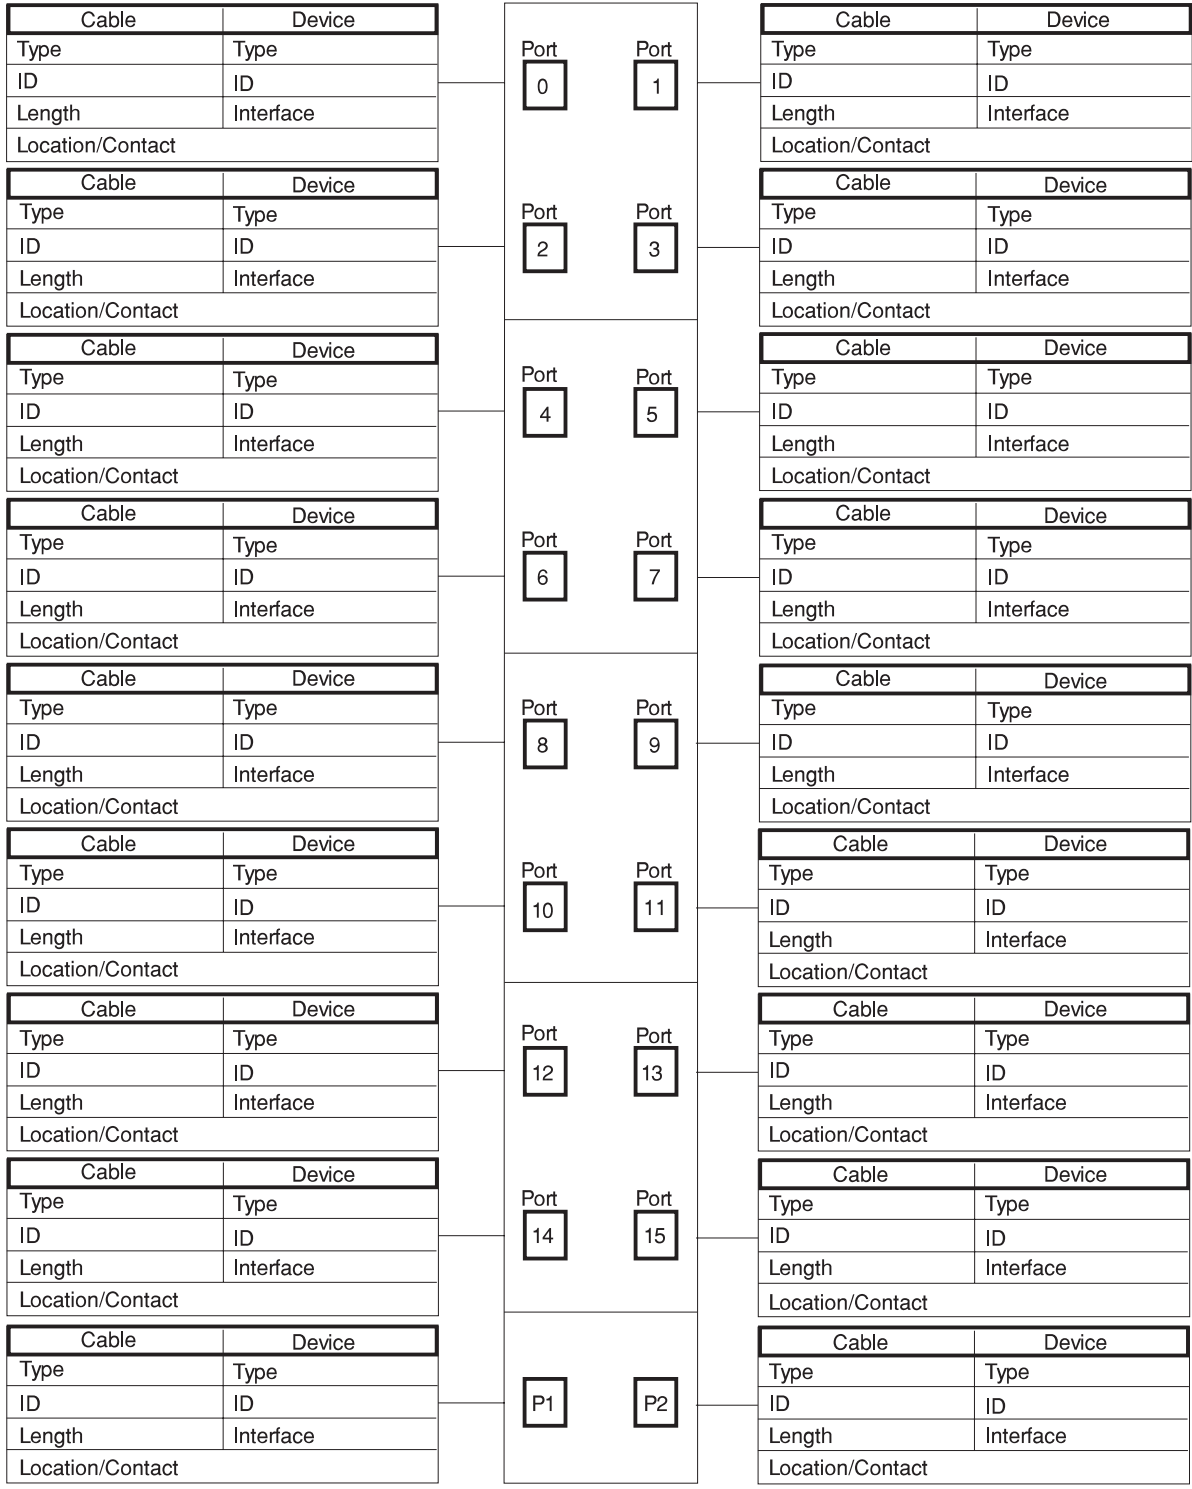 Cable Device Cable Device
Type Type Port Port Type Type
ID ID 0 1 ID ID
Length Interface Length Interface
Location/Contact Location/Contact
Cable Device Cable Device
Type Type Port Port Type Type
ID ID 2 3 ID ID
Length Interface Length Interface
Location/Contact Location/Contact
Cable Device Cable Device
Type Type Port Port Type Type
ID ID 4 5 ID ID
Length Interface Length Interface
Location/Contact Location/Contact
Cable Device Cable Device
Type Type Port Port Type Type
ID ID 6 7 ID ID
Length Interface Length Interface
Location/Contact Location/Contact
Cable Device Cable Device
Type Type Port Port Type Type
ID ID 8 9 ID ID
Length Interface Length Interface
Location/Contact Location/Contact
Cable Device Cable Device
Type Type Port Port Type Type
ID ID 10 11 ID ID
Length Interface Length Interface
Location/Contact Location/Contact
Cable Device Cable Device
Type Type Port Port Type Type
ID ID 12 13 ID ID
Length Interface Length Interface
Location/Contact Location/Contact
Cable Device Cable Device
Type Type Port Port Type Type
ID ID 14 15 ID ID
Length Interface Length Interface
Location/Contact Location/Contact
Cable Device Cable Device
Type Type Type Type
ID ID P1 P2 ID ID
Length Interface Length Interface
Location/Contact Location/Contact